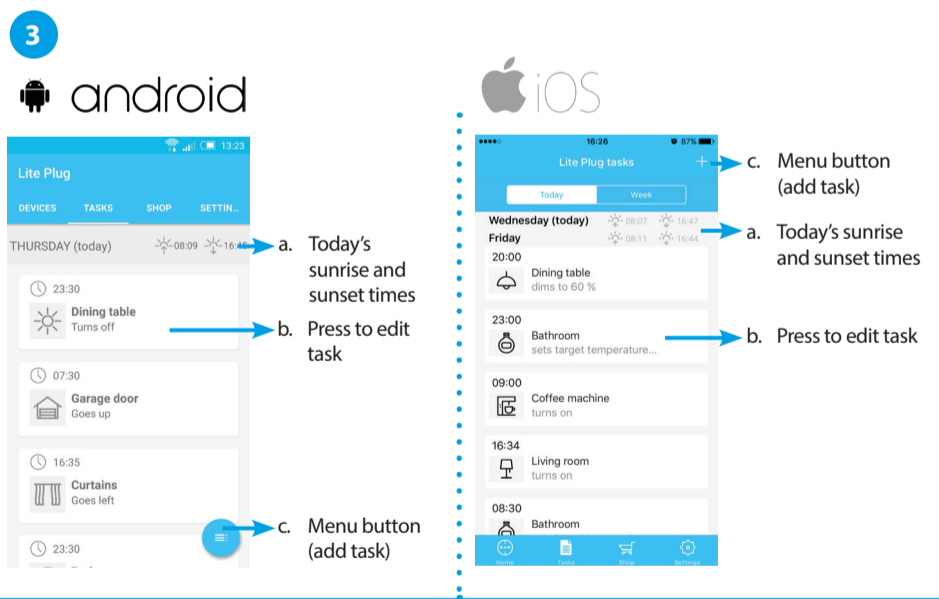 3
android
13:23
Lite Plug
DEVICES TASKS SHOP SETTIN...
THURSDAY (today) 08:09 16:45
23:30
Dining table
Turns off
07:30
Garage door
Goes up
16:35
Curtains
Goes left
23:30
a. Today's
sunrise and
sunset times
b. Press to edit
task
c. Menu button
(add task)
iOS
16:26 87%
Lite Plug tasks +
Today Week
Wednesday (today) 08:07 16:47
Friday 08:11 16:44
20:00
Dining table
dims to 60 %
23:00
Bathroom
sets target temperature...
09:00
Coffee machine
turns on
16:34
Living room
turns on
08:30
Bathroom
Home Tasks Shop Settings
c. Menu button
(add task)
a. Today's sunrise
and sunset times
b. Press to edit task